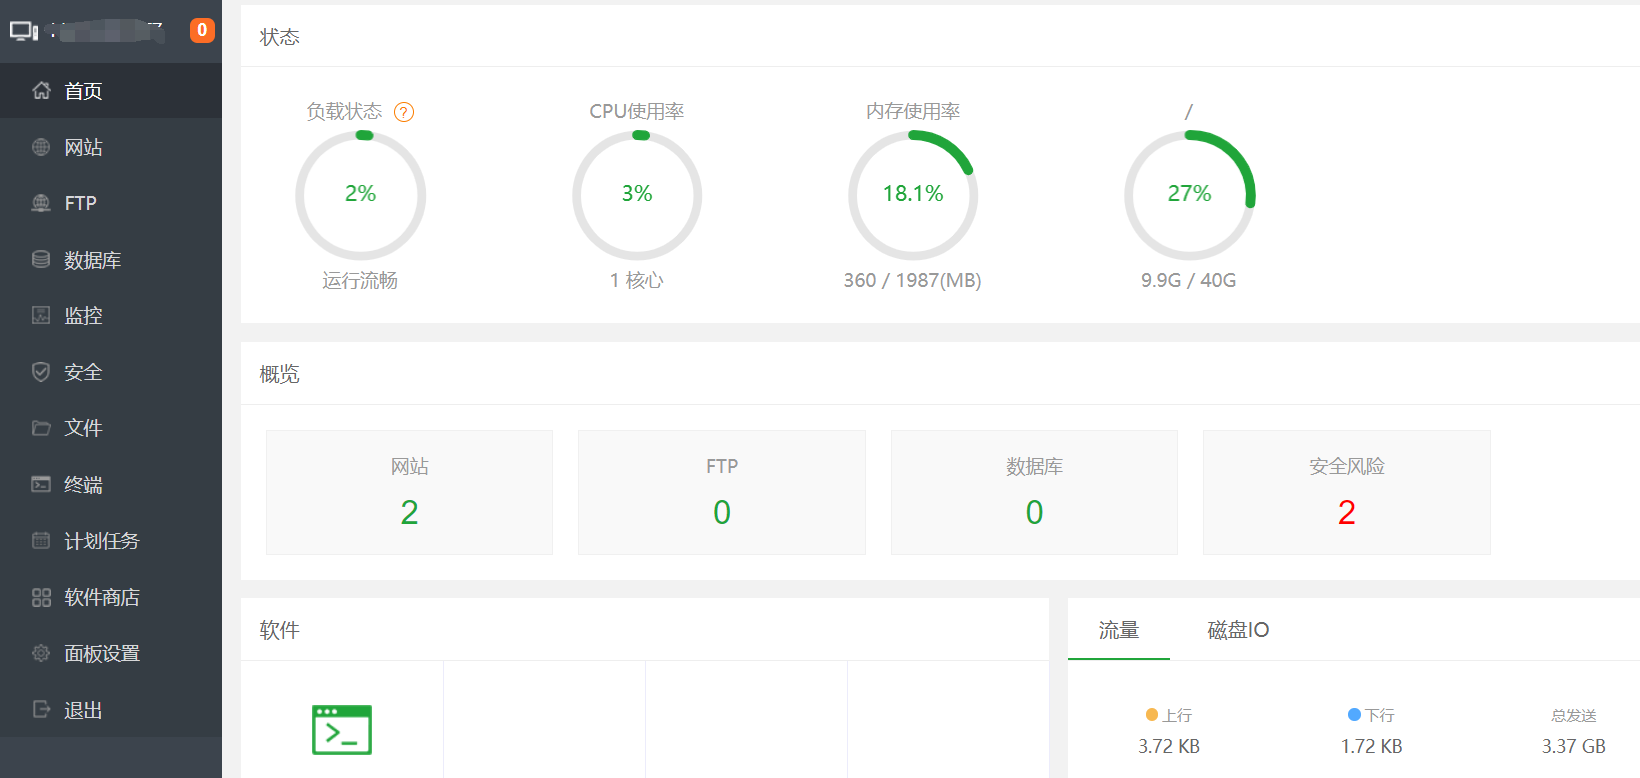 0
首页
网站
FTP
数据库
监控
安全
文件
终端
计划任务
软件商店
面板设置
退出
状态
负载状态 ?
CPU使用率
内存使用率
/
2%
3%
18.1%
27%
运行流畅
1 核心
360 / 1987(MB)
9.9G / 40G
概览
网站
FTP
数据库
安全风险
2
0
0
2
软件
流量
磁盘IO
上行
下行
总发送
3.72 KB
1.72 KB
3.37 GB